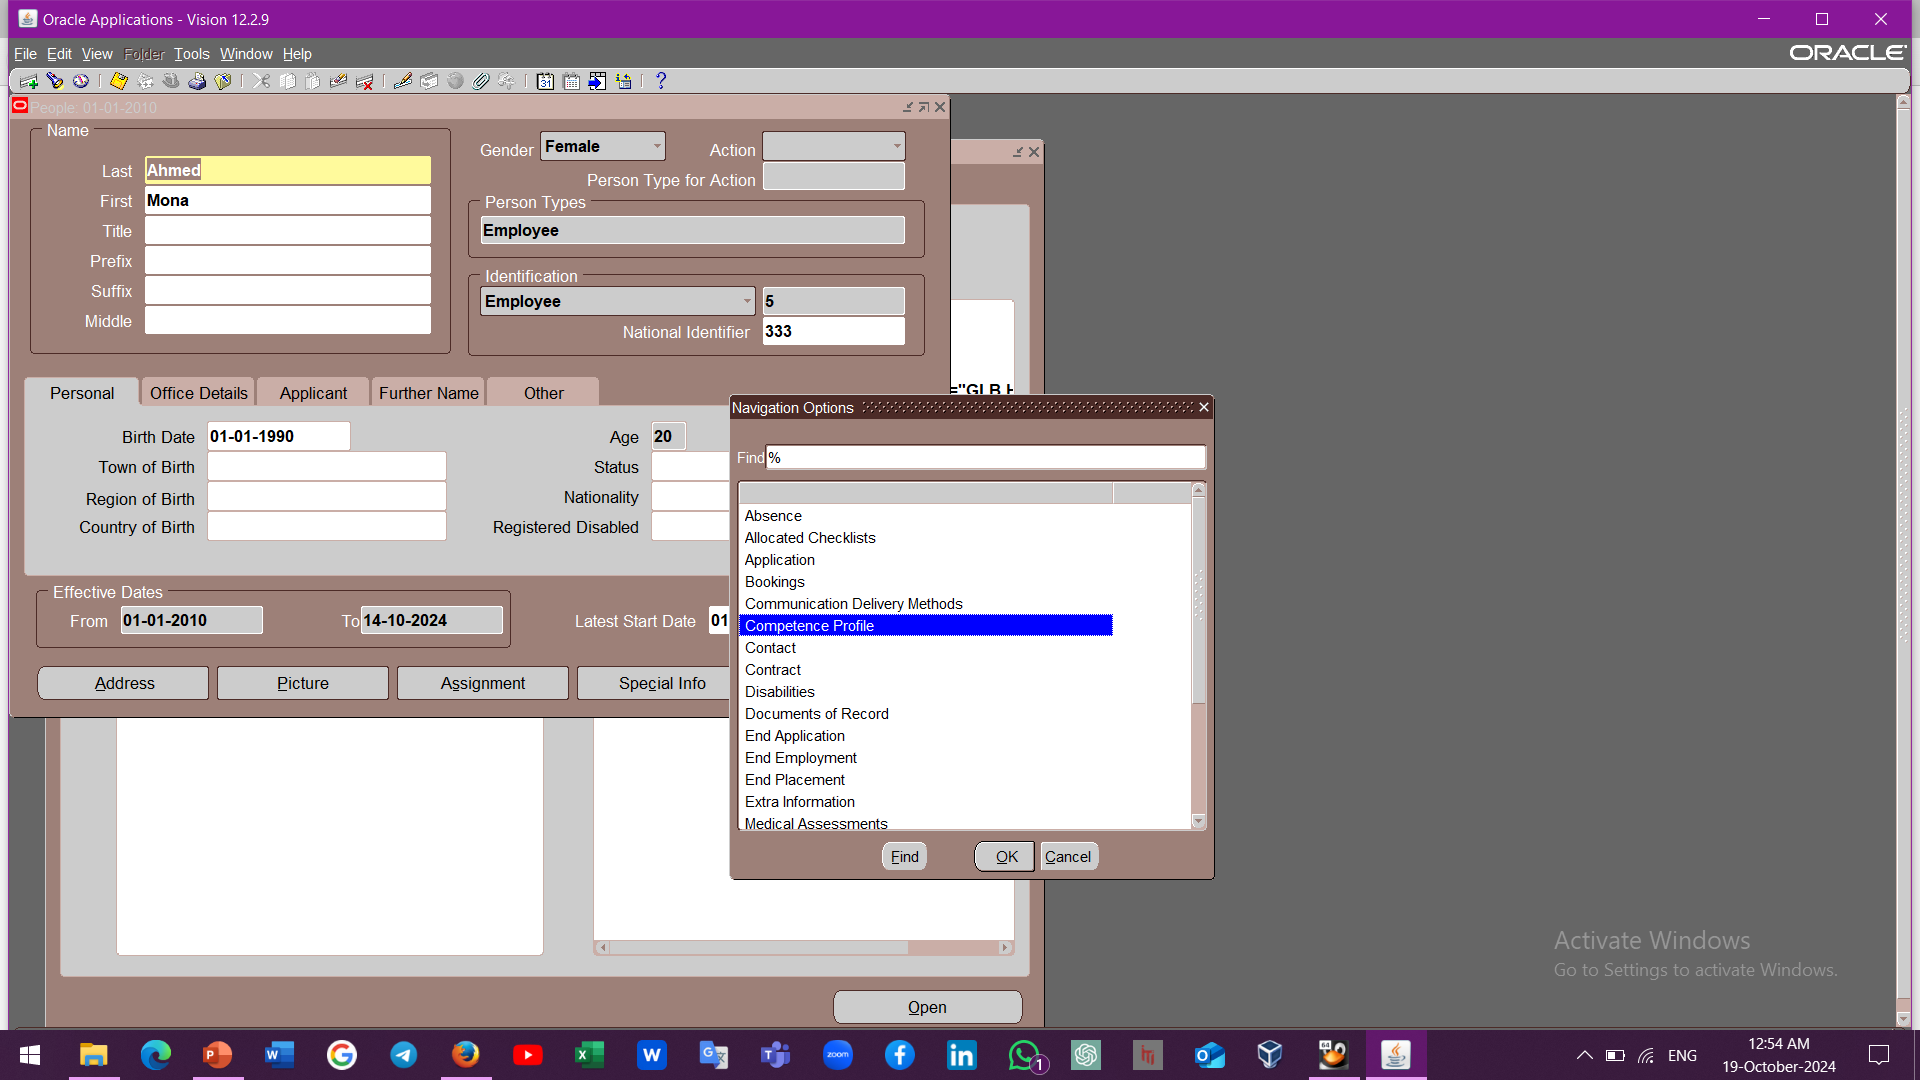 Oracle Applications - Vision 12.2.9
File Edit View Folder Tools Window Help
ORACLE
People: 01-01-2010
Name
Last Ahmed
First Mona
Title
Prefix
Suffix
Middle
Gender Female
Action
Person Type for Action
Person Types
Employee
Identification
Employee 5
National Identifier 333
Personal Office Details Applicant Further Name Other
Birth Date 01-01-1990
Town of Birth
Region of Birth
Country of Birth
Age 20
Status
Nationality
Registered Disabled
Effective Dates
From 01-01-2010 To 14-10-2024
Latest Start Date 01
Address Picture Assignment Special Info
="GLB H
Navigation Options
Find %
Absence
Allocated Checklists
Application
Bookings
Communication Delivery Methods
Competence Profile
Contact
Contract
Disabilities
Documents of Record
End Application
End Employment
End Placement
Extra Information
Medical Assessments
Find OK Cancel
Open
Activate Windows
Go to Settings to activate Windows.
zoom
1
ENG
12:54 AM
19-October-2024